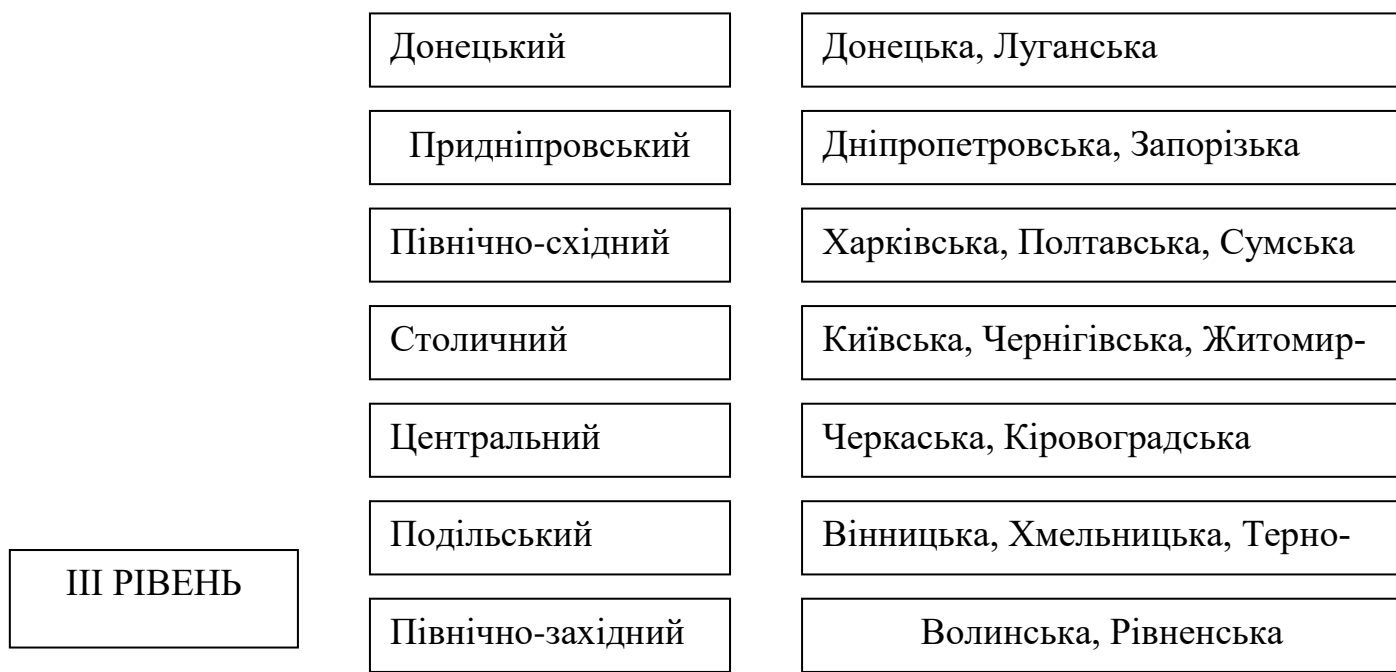 Донецький
Донецька, Луганська
Придніпровський
Дніпропетровська, Запорізька
Північно-східний
Харківська, Полтавська, Сумська
Столичний
Київська, Чернігівська, Житомир-
Центральний
Черкаська, Кіровоградська
Подільський
Вінницька, Хмельницька, Терно-
ІІІ РІВЕНЬ
Північно-західний
Волинська, Рівненська